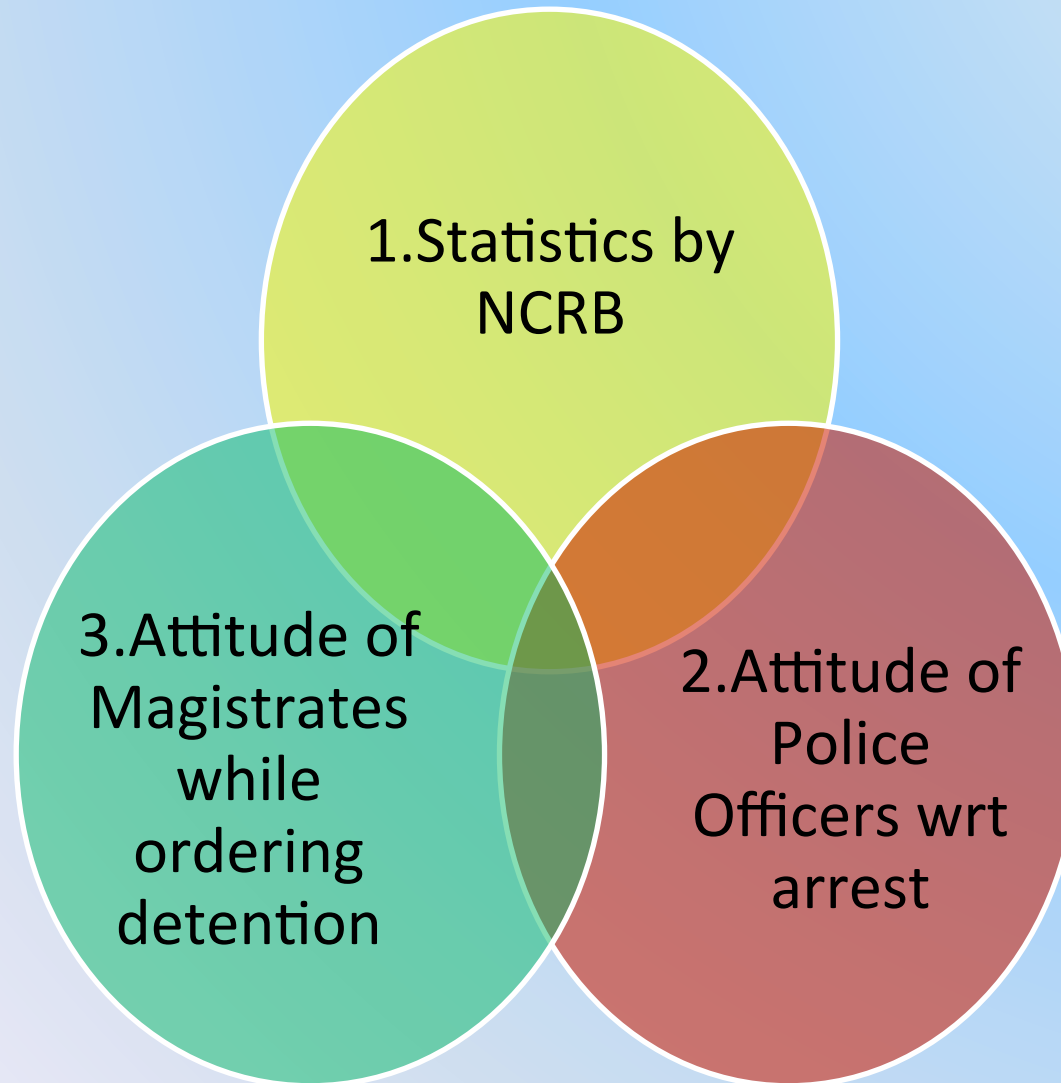 1.Statistics by
NCRB
2.Attitude of
Police
Officers wrt
arrest
3.Attitude of
Magistrates
while
ordering
detention